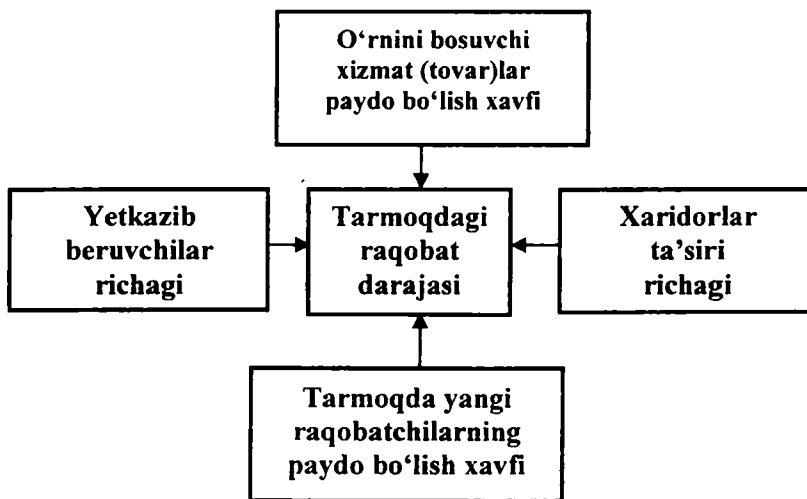 O‘rnini bosuvchi
xizmat (tovar)lar
paydo bo‘lish xavfi
Yetkazib
beruvchilar
richagi
Tarmoqdagi
raqobat
darajasi
Xaridorlar
ta’siri
richagi
Tarmoqda yangi
raqobatchilarning
paydo bo‘lish xavfi